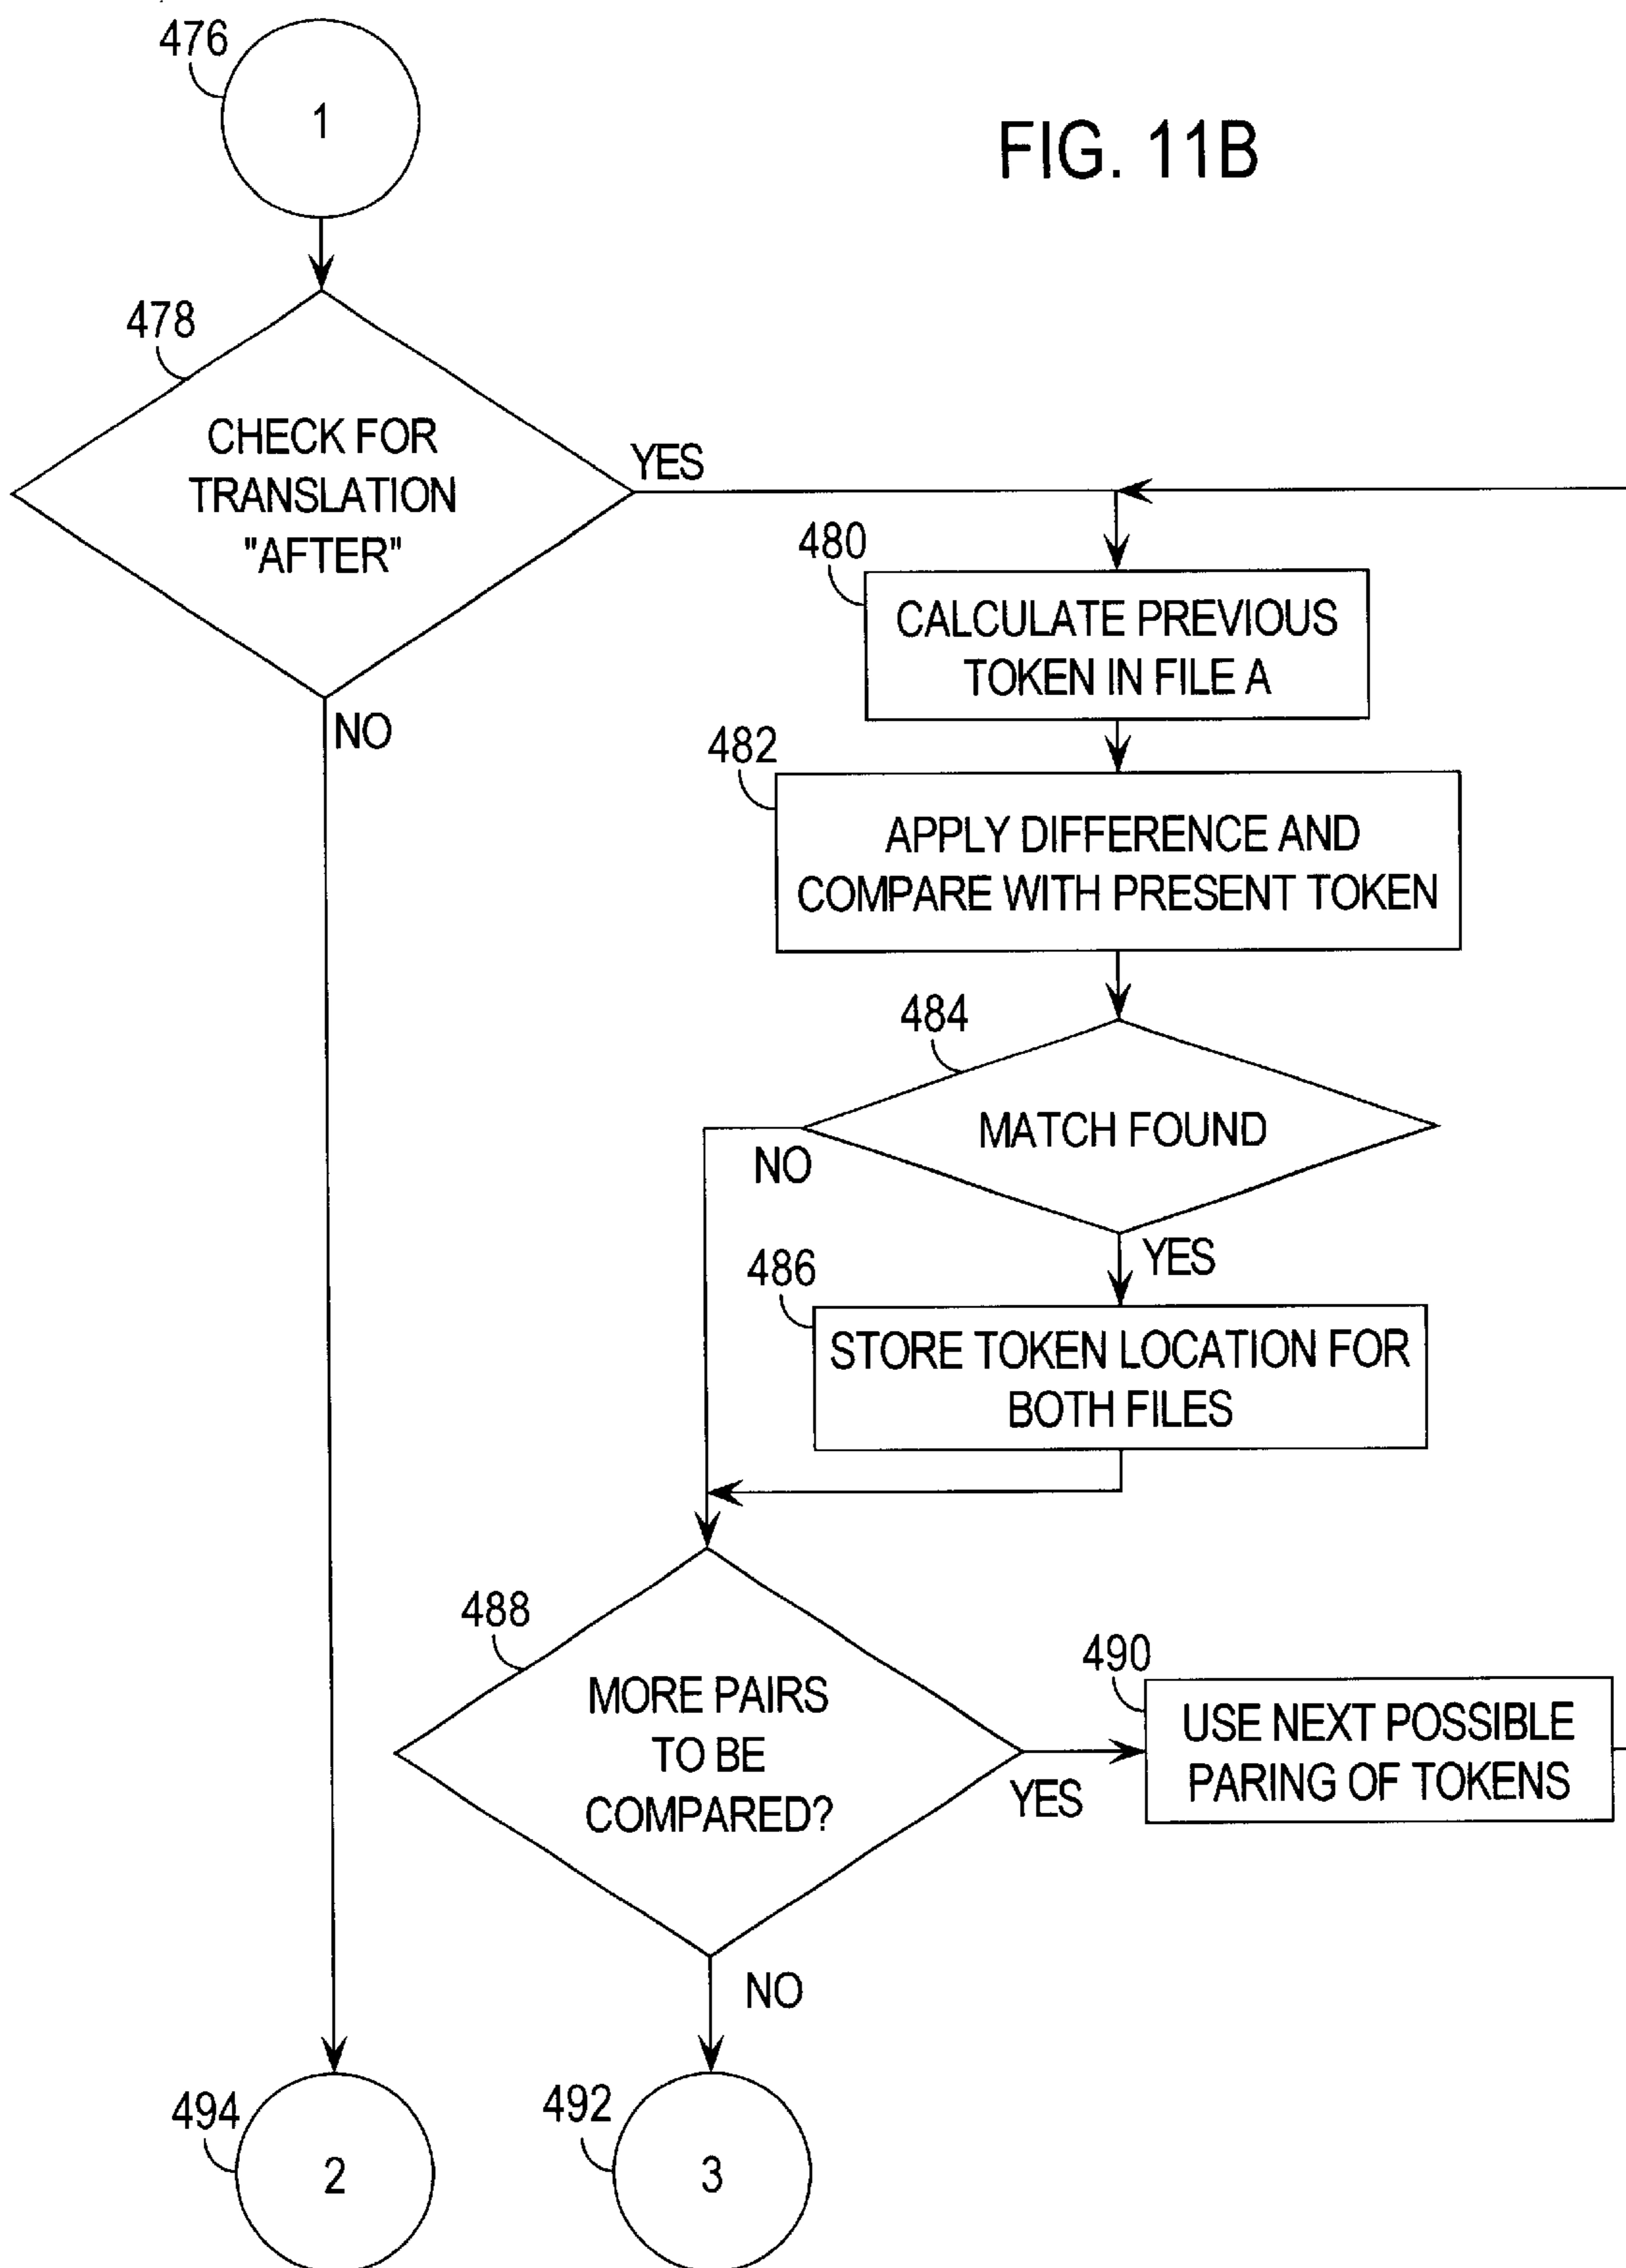 476
1
FIG. 11B
478
CHECK FOR
TRANSLATION
"AFTER"
YES
NO
480
CALCULATE PREVIOUS
TOKEN IN FILE A
482
APPLY DIFFERENCE AND
COMPARE WITH PRESENT TOKEN
484
MATCH FOUND
NO
YES
486
STORE TOKEN LOCATION FOR
BOTH FILES
488
MORE PAIRS
TO BE
COMPARED?
YES
490
USE NEXT POSSIBLE
PARING OF TOKENS
NO
494
2
492
3